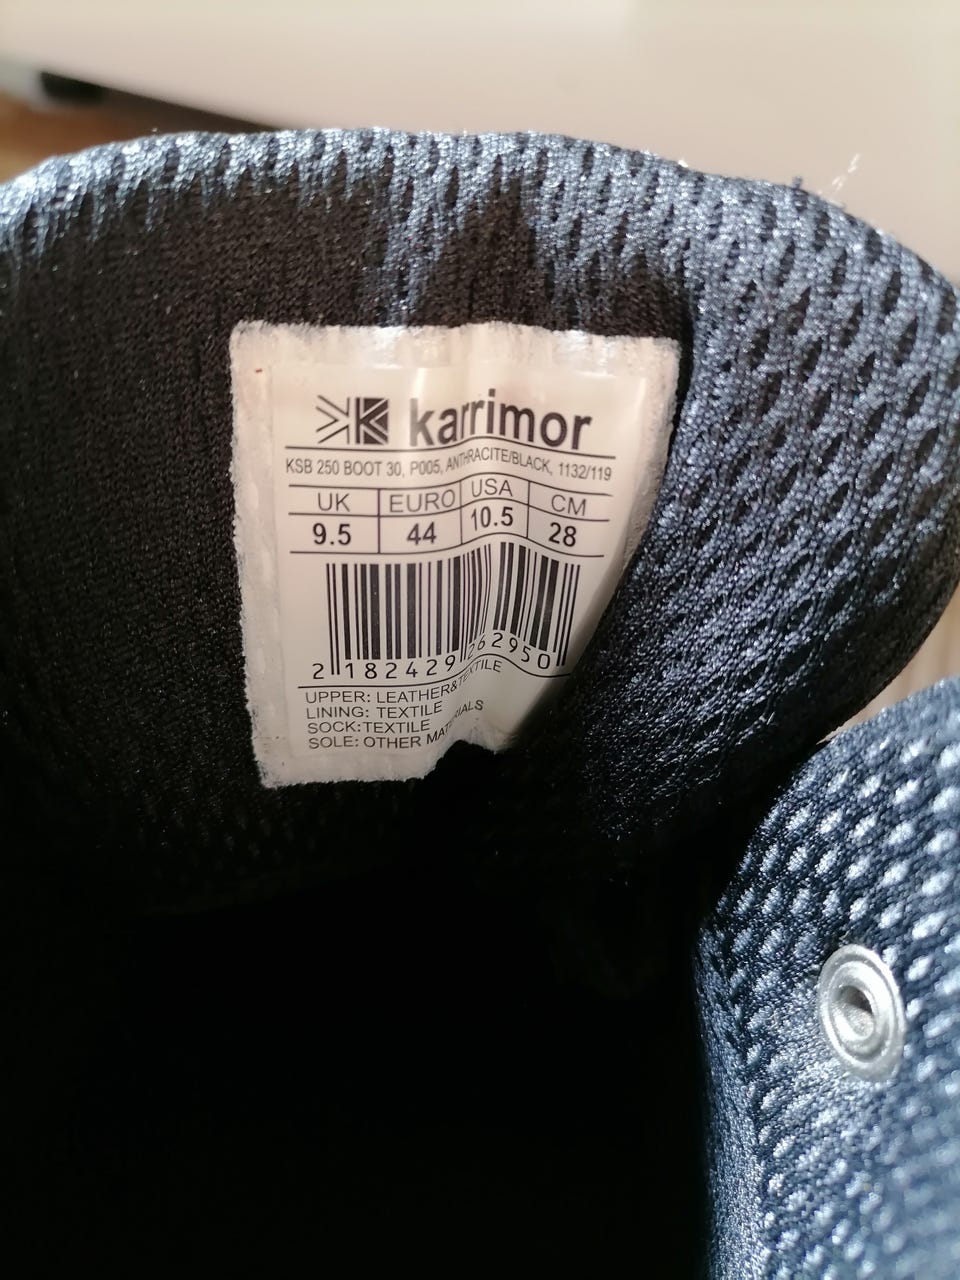 karrimor
KSB 250 BOOT 30, P005, ANTHRACITE/BLACK, 1132/119
UK EURO USA CM
9.5 44 10.5 28
2 182429 262950
UPPER: LEATHER&TEXTILE
LINING: TEXTILE
SOCK:TEXTILE
SOLE: OTHER MATERIALS